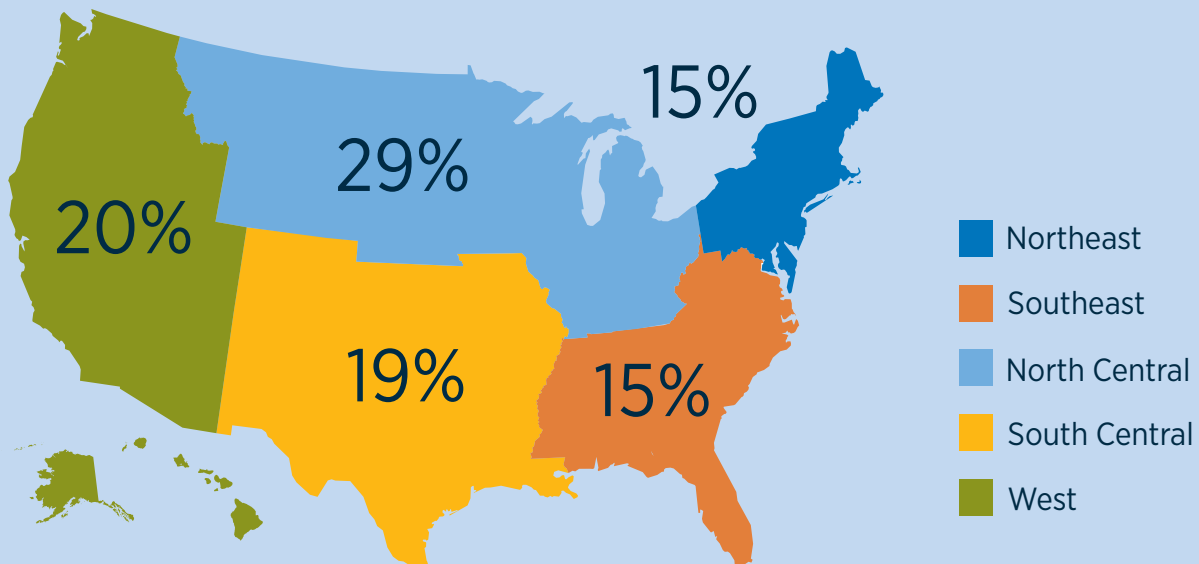 15%
29%
20%
19%
15%
Northeast
Southeast
North Central
South Central
West